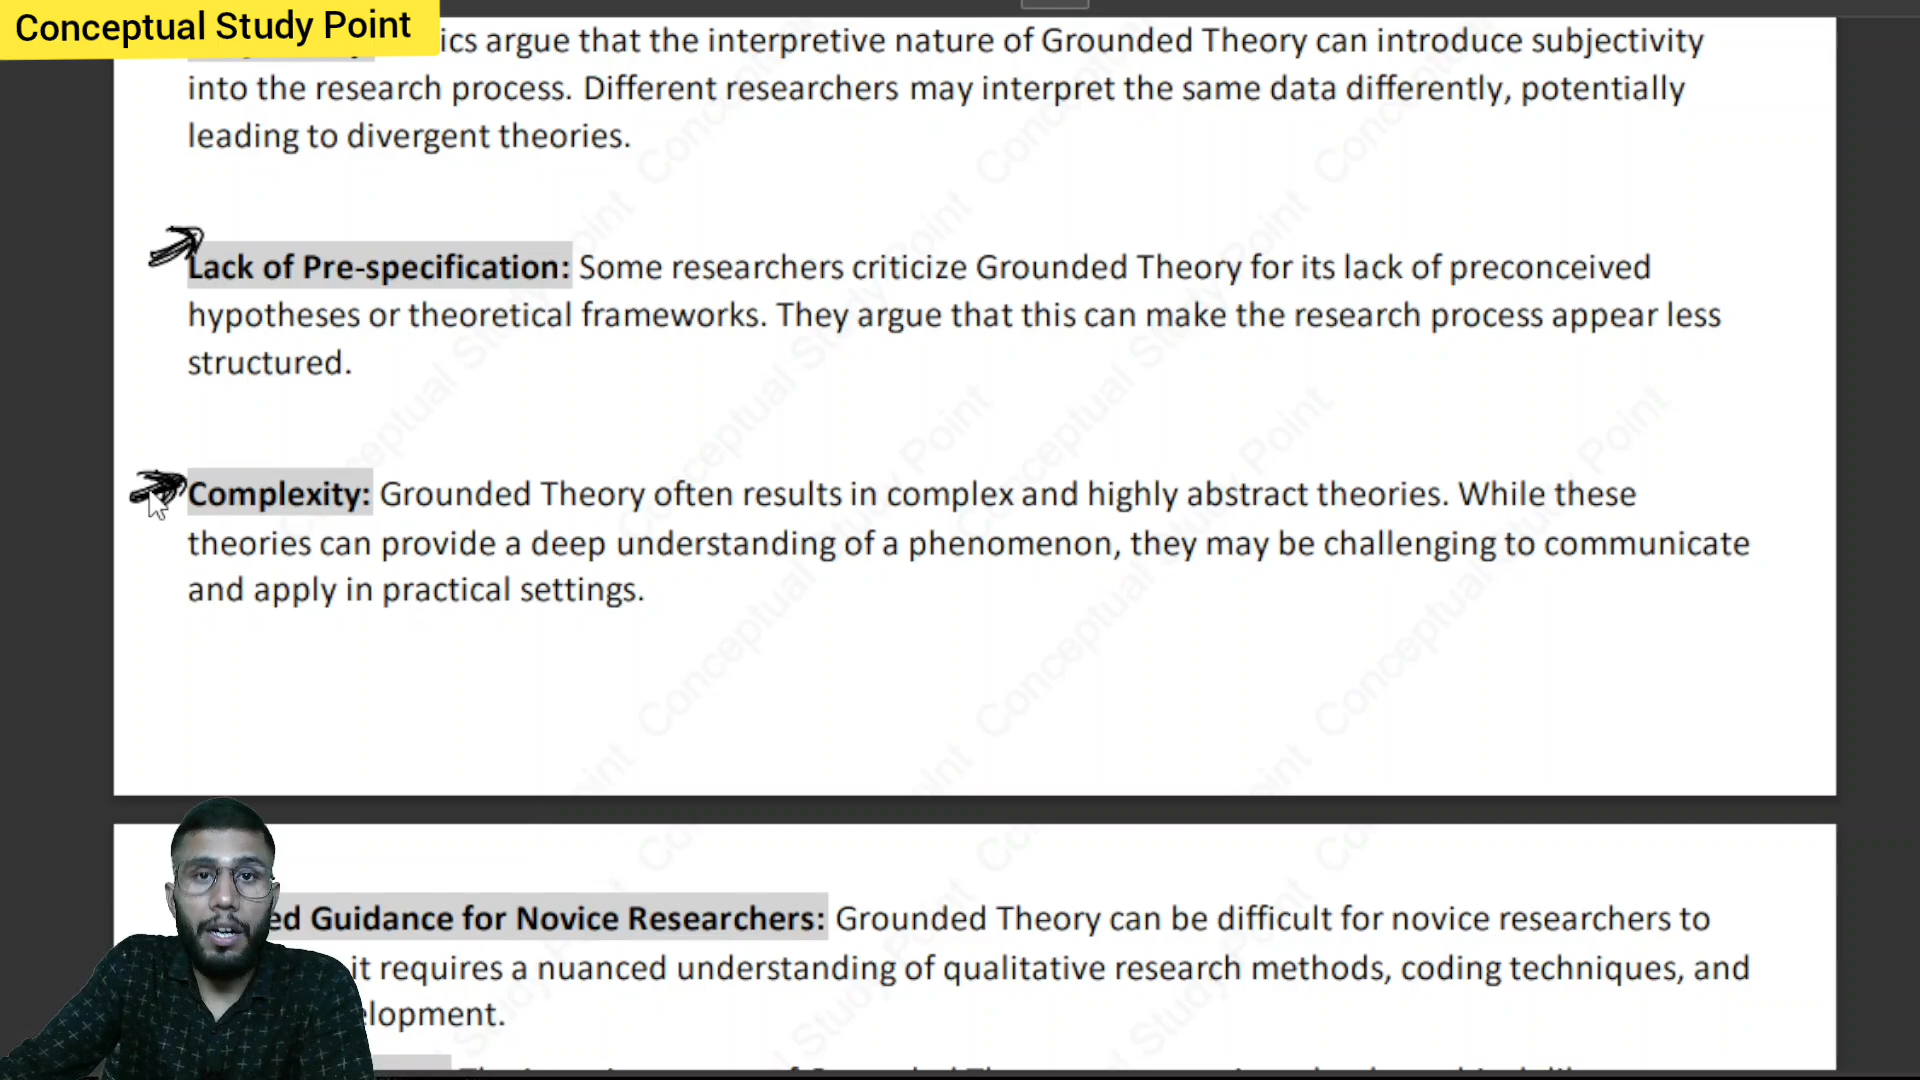 Conceptual Study Point
ics argue that the interpretive nature of Grounded Theory can introduce subjectivity
into the research process. Different researchers may interpret the same data differently, potentially
leading to divergent theories.
Lack of Pre-specification: Some researchers criticize Grounded Theory for its lack of preconceived
hypotheses or theoretical frameworks. They argue that this can make the research process appear less
structured.
Complexity: Grounded Theory often results in complex and highly abstract theories. While these
theories can provide a deep understanding of a phenomenon, they may be challenging to communicate
and apply in practical settings.
ed Guidance for Novice Researchers: Grounded Theory can be difficult for novice researchers to
it requires a nuanced understanding of qualitative research methods, coding techniques, and
lopment.